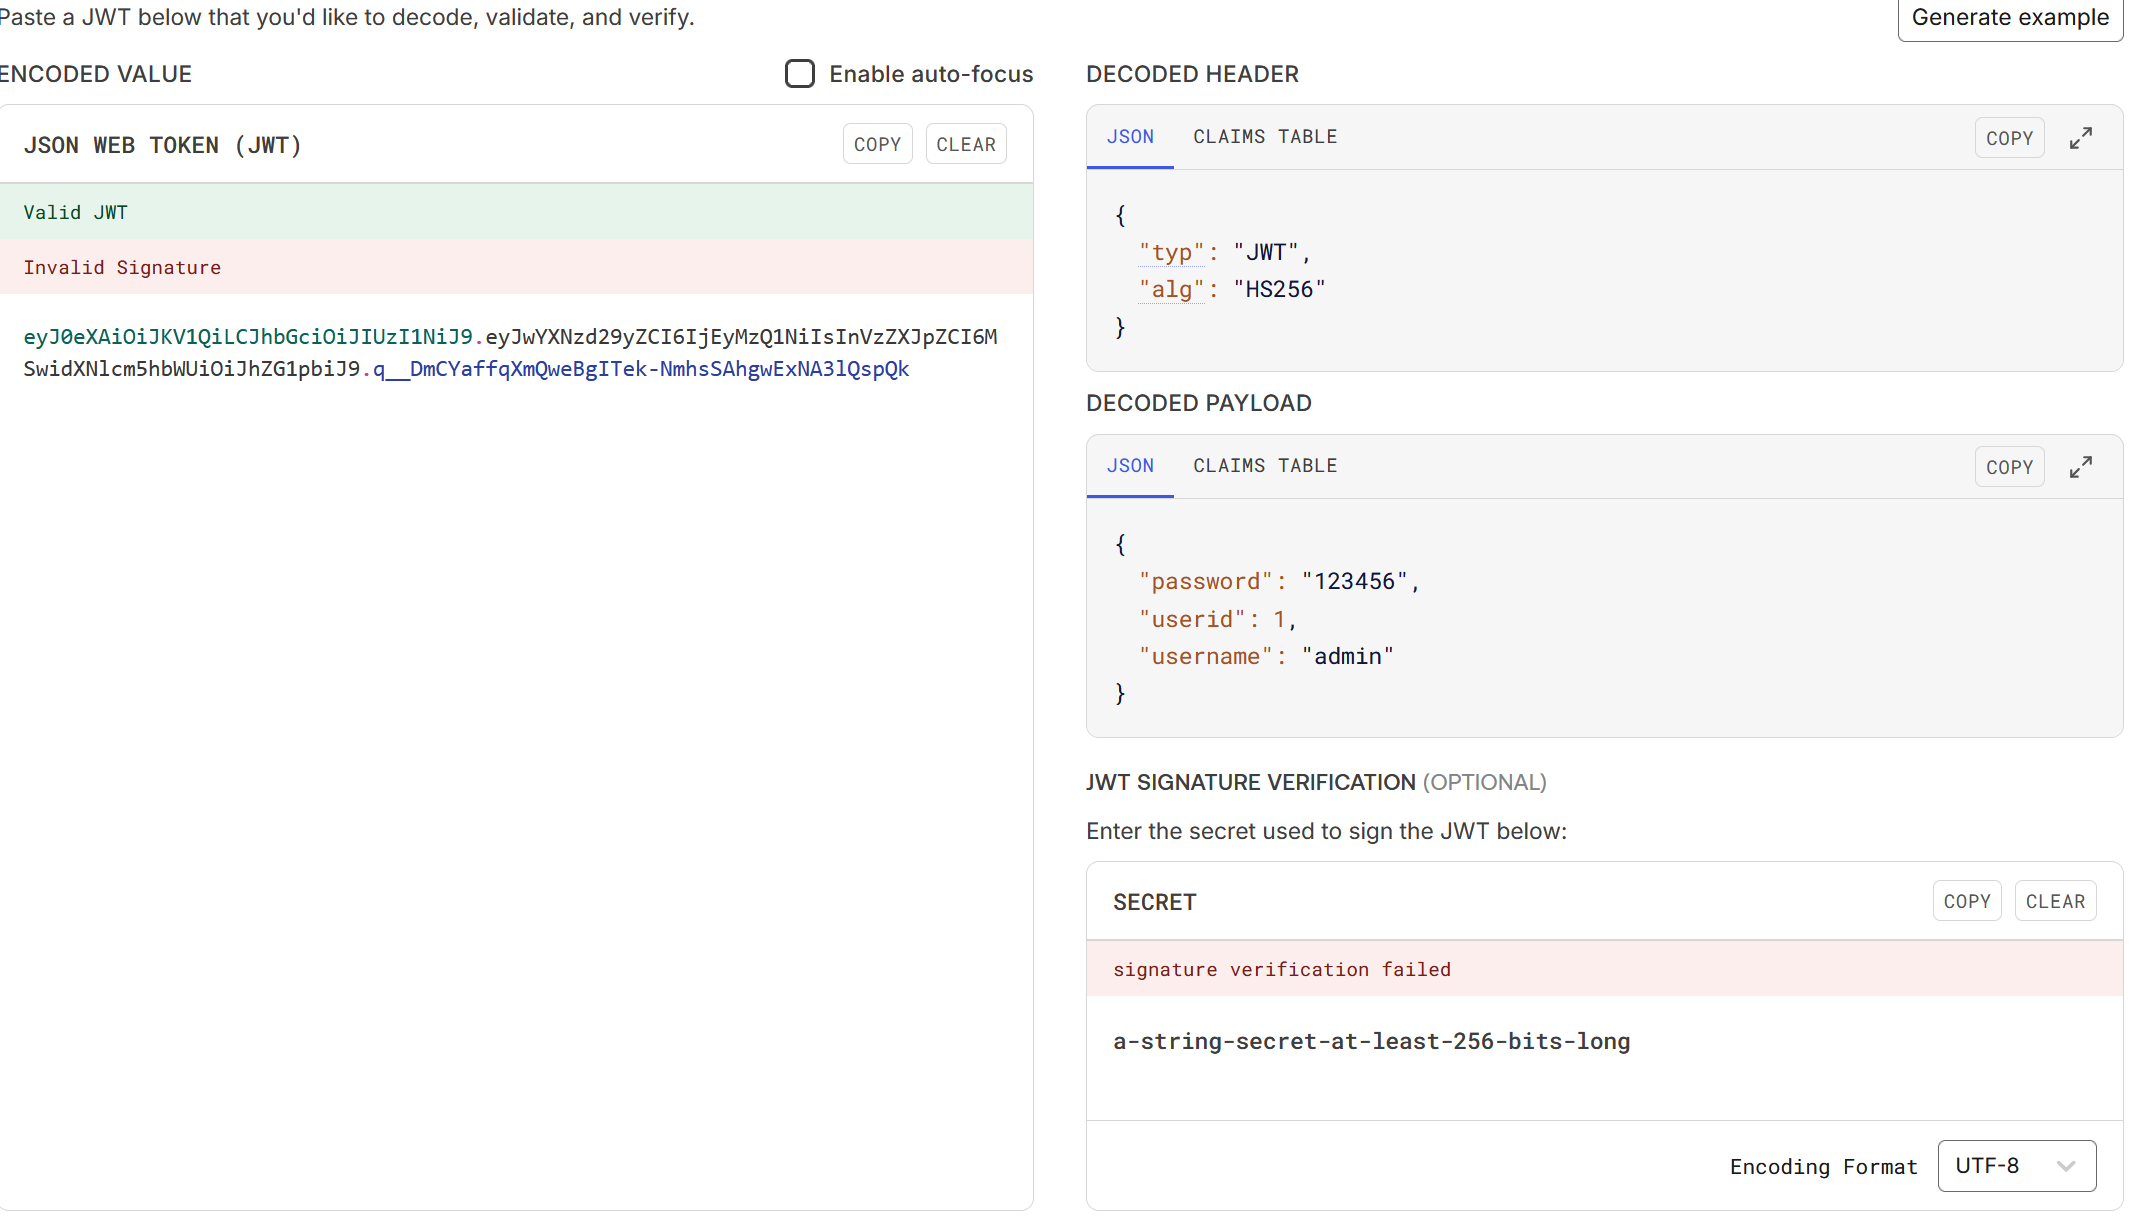 Paste a JWT below that you'd like to decode, validate, and verify.
Generate example
ENCODED VALUE
Enable auto-focus
JSON WEB TOKEN (JWT)
COPY
CLEAR
Valid JWT
Invalid Signature
eyJ0eXAiOiJKV1QiLCJhbGciOiJIUzI1NiJ9.eyJwYXNzd29yZCI6IjEyMzQ1NiIsInVzZXJpZCI6M
SwidXNlcm5hbWUiOiJhZG1pbiJ9.q__DmCYaffqXmQweBgITek-NmhsSAhgwExNA3lQspQk
DECODED HEADER
JSON
CLAIMS TABLE
COPY
{
"typ": "JWT",
"alg": "HS256"
}
DECODED PAYLOAD
JSON
CLAIMS TABLE
COPY
{
"password": "123456",
"userid": 1,
"username": "admin"
}
JWT SIGNATURE VERIFICATION (OPTIONAL)
Enter the secret used to sign the JWT below:
SECRET
COPY
CLEAR
signature verification failed
a-string-secret-at-least-256-bits-long
Encoding Format
UTF-8